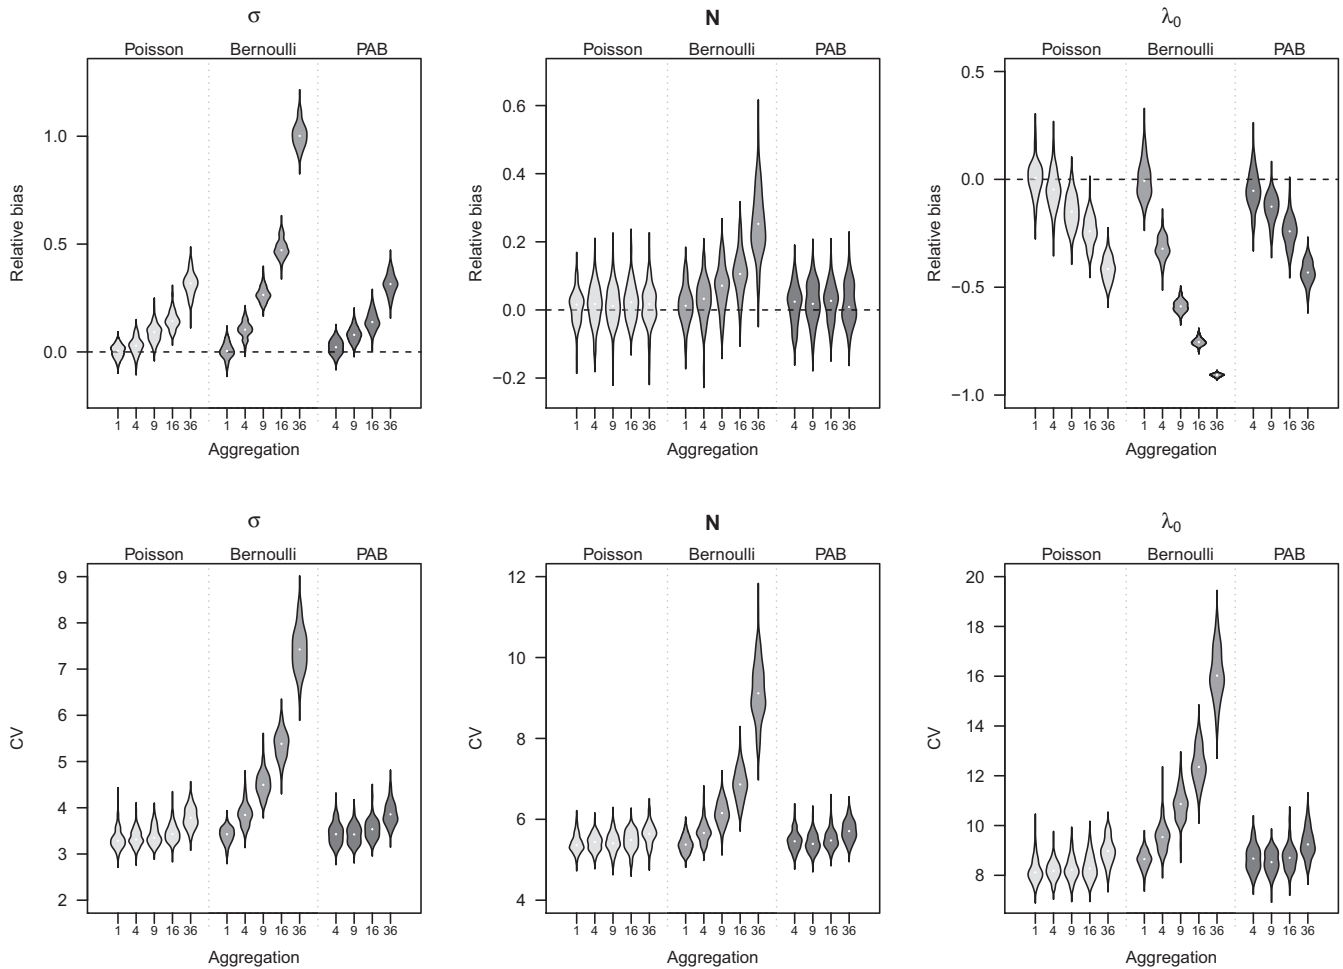 σ N λ0
Poisson Bernoulli PAB Poisson Bernoulli PAB Poisson Bernoulli PAB
Relative bias
1.0
0.5
0.0
1 4 9 16 36 1 4 9 16 36 4 9 16 36
Aggregation
Relative bias
0.6
0.4
0.2
0.0
−0.2
1 4 9 16 36 1 4 9 16 36 4 9 16 36
Aggregation
Relative bias
0.5
0.0
−0.5
−1.0
1 4 9 16 36 1 4 9 16 36 4 9 16 36
Aggregation
σ N λ0
Poisson Bernoulli PAB Poisson Bernoulli PAB Poisson Bernoulli PAB
CV
9
8
7
6
5
4
3
2
1 4 9 16 36 1 4 9 16 36 4 9 16 36
Aggregation
CV
12
10
8
6
4
1 4 9 16 36 1 4 9 16 36 4 9 16 36
Aggregation
CV
20
18
16
14
12
10
8
1 4 9 16 36 1 4 9 16 36 4 9 16 36
Aggregation